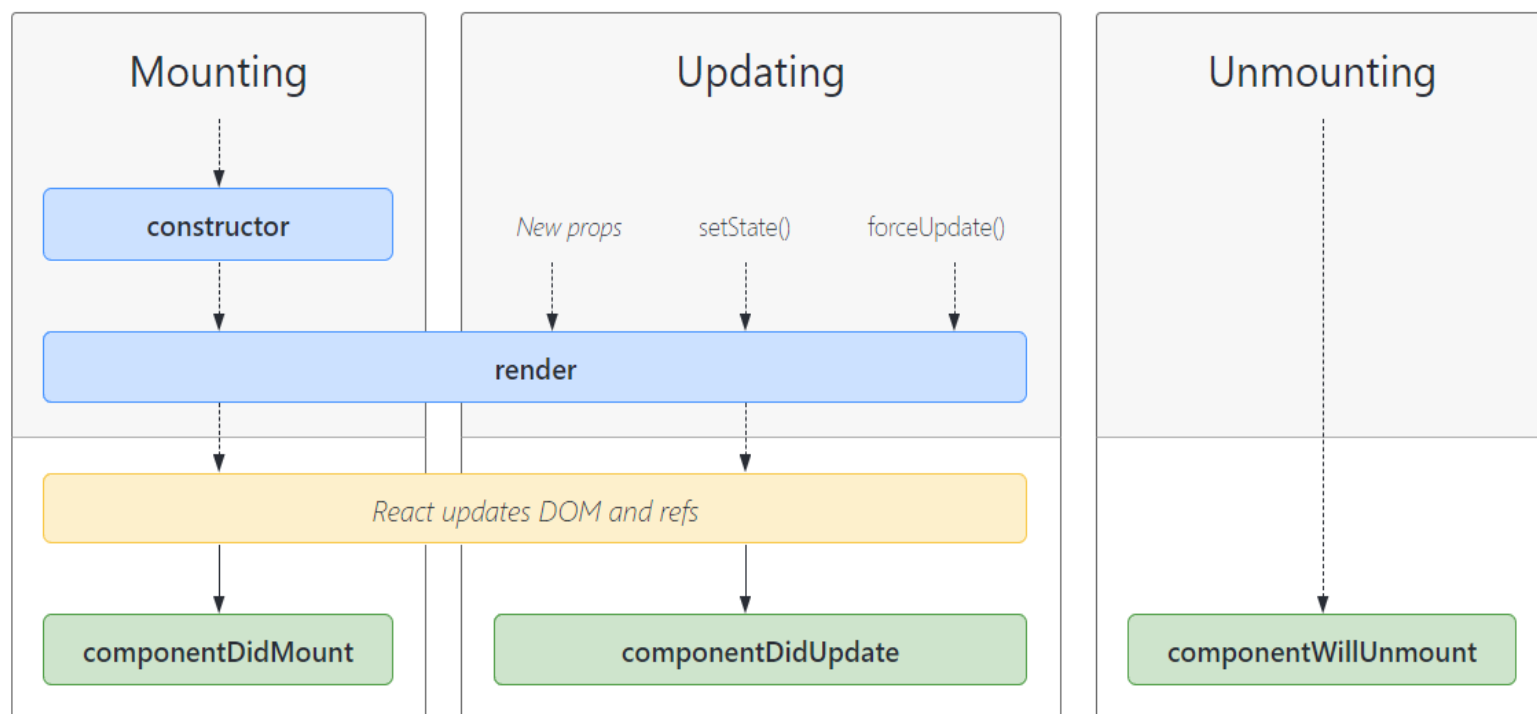 Mounting
Updating
Unmounting
constructor
New props
setState()
forceUpdate()
render
React updates DOM and refs
componentDidMount
componentDidUpdate
componentWillUnmount